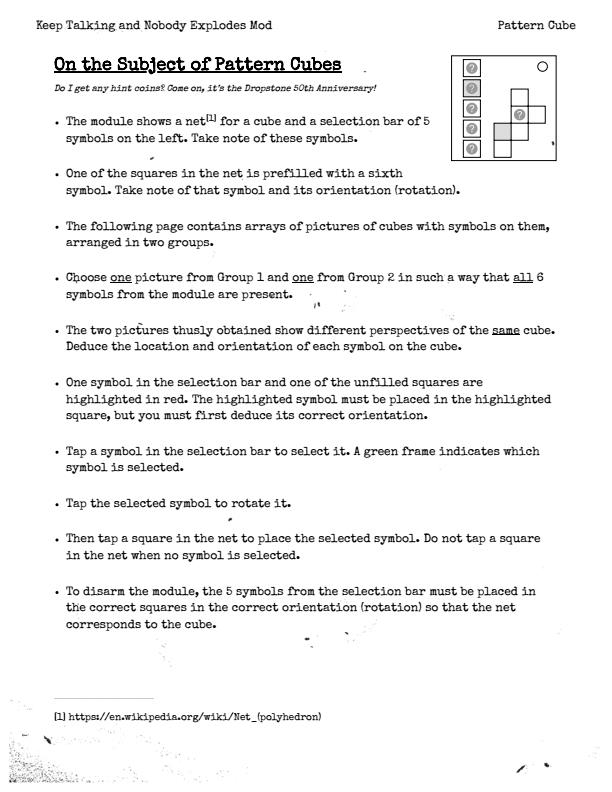 Keep Talking and Nobody Explodes Mod Pattern Cube
On the Subject of Pattern Cubes
Do I get any hint coins? Come on, it's the Dropstone 50th Anniversary!
• The module shows a net[1] for a cube and a selection bar of 5
symbols on the left. Take note of these symbols.
• One of the squares in the net is prefilled with a sixth
symbol. Take note of that symbol and its orientation (rotation).
• The following page contains arrays of pictures of cubes with symbols on them,
arranged in two groups.
• Choose one picture from Group 1 and one from Group 2 in such a way that all 6
symbols from the module are present.
• The two pictures thusly obtained show different perspectives of the same cube.
Deduce the location and orientation of each symbol on the cube.
• One symbol in the selection bar and one of the unfilled squares are
highlighted in red. The highlighted symbol must be placed in the highlighted
square, but you must first deduce its correct orientation.
• Tap a symbol in the selection bar to select it. A green frame indicates which
symbol is selected.
• Tap the selected symbol to rotate it.
• Then tap a square in the net to place the selected symbol. Do not tap a square
in the net when no symbol is selected.
• To disarm the module, the 5 symbols from the selection bar must be placed in
the correct squares in the correct orientation (rotation) so that the net
corresponds to the cube.
[1] https://en.wikipedia.org/wiki/Net_(polyhedron)
? 
? 
? ?
? 
?